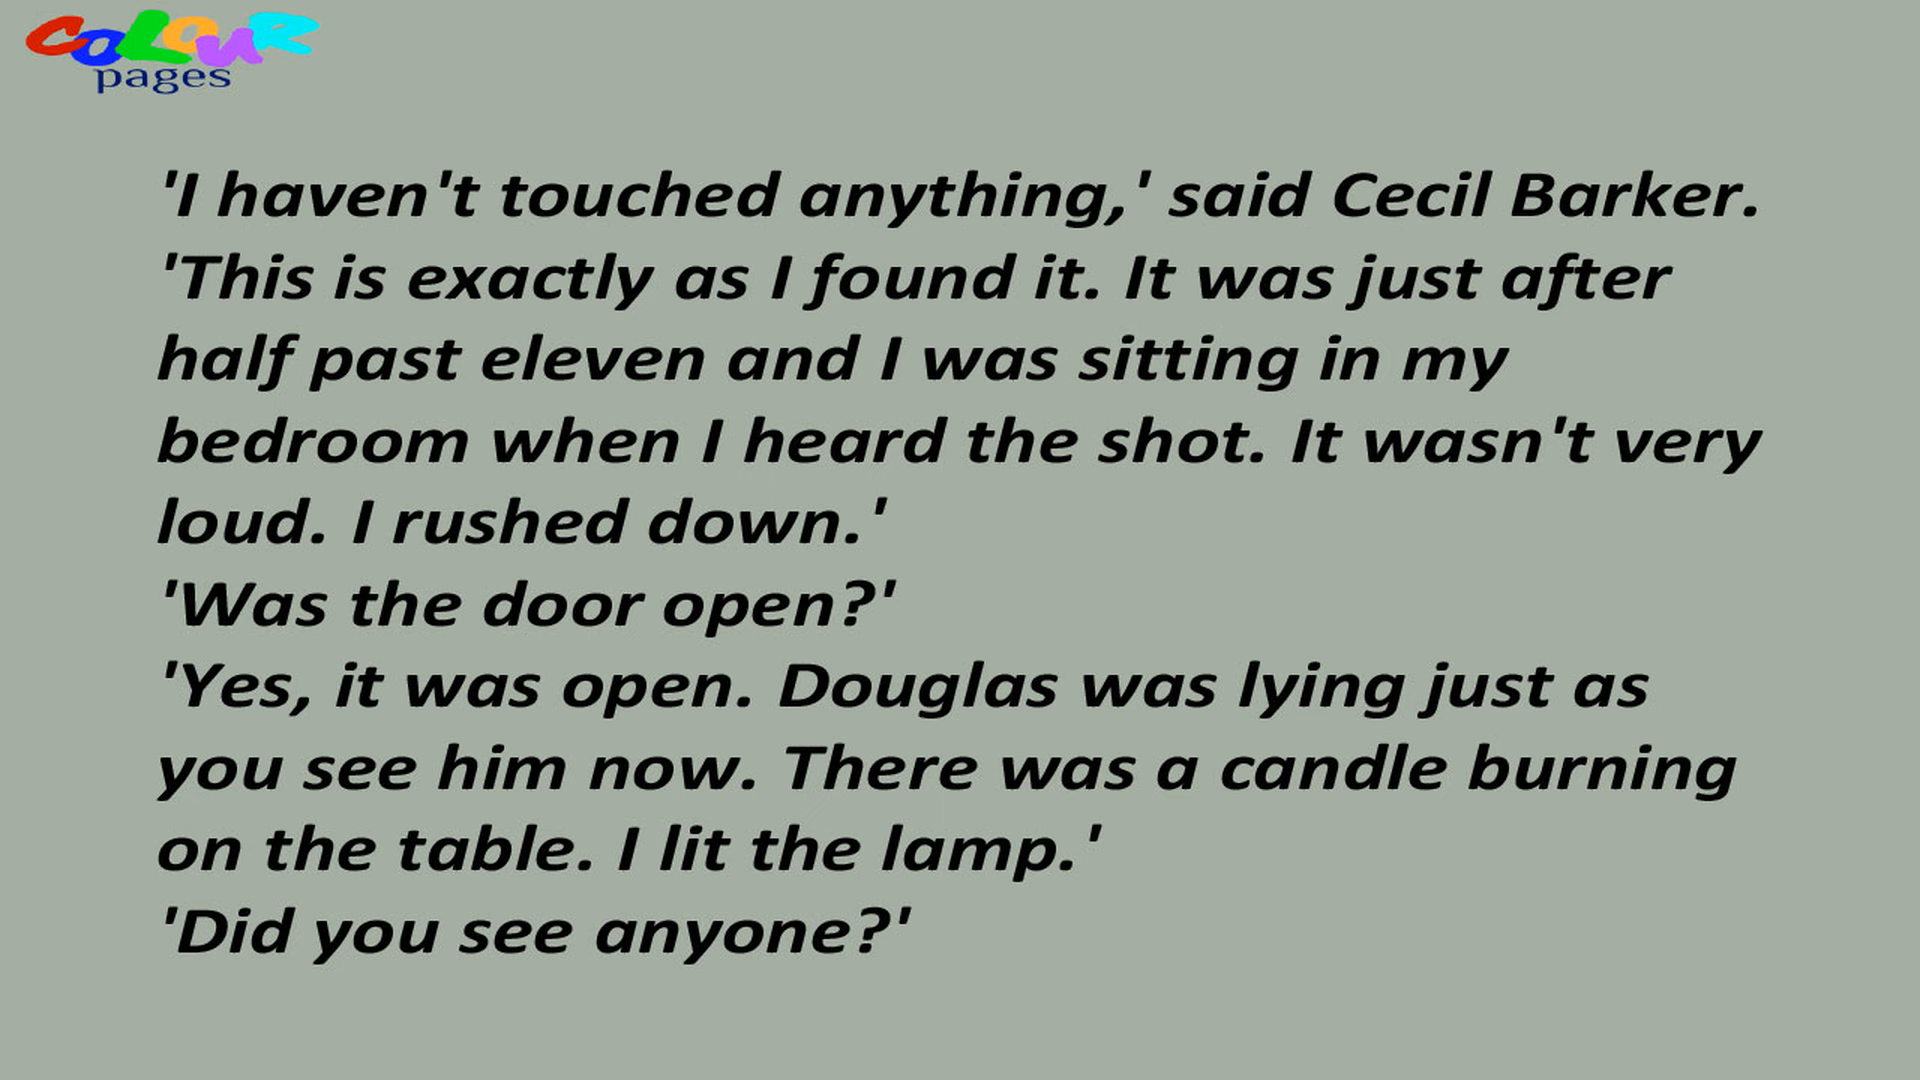 COLOUR
pages
'I haven't touched anything,' said Cecil Barker.
'This is exactly as I found it. It was just after
half past eleven and I was sitting in my
bedroom when I heard the shot. It wasn't very
loud. I rushed down.'
'Was the door open?'
'Yes, it was open. Douglas was lying just as
you see him now. There was a candle burning
on the table. I lit the lamp.'
'Did you see anyone?'